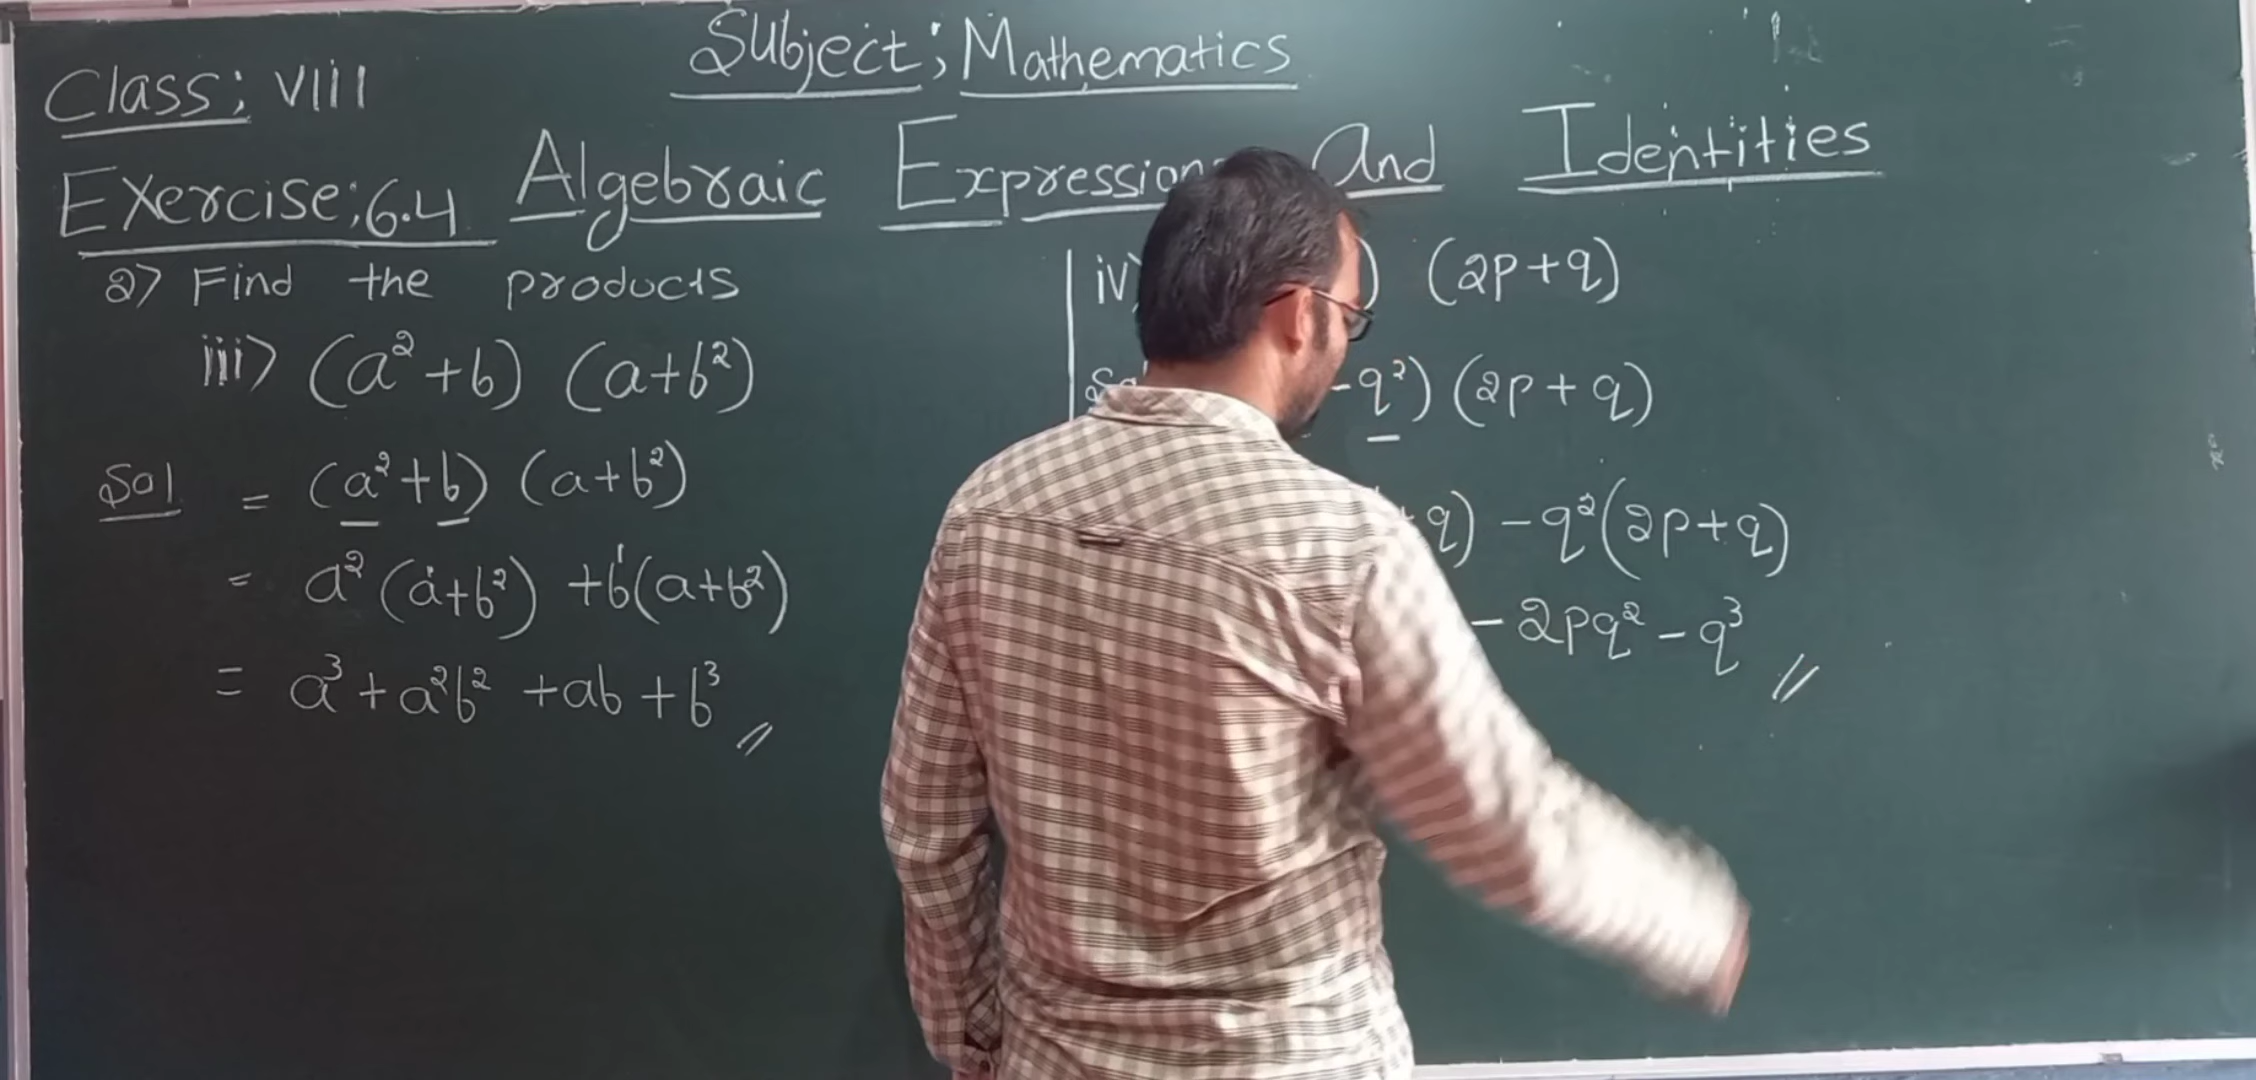 Subject; Mathematics
Class; VIII
Exercise; 6.4 Algebraic Expression And Identities
2) Find the products
iii) (a²+b) (a+b²)
Sol = (a²+b) (a+b²)
= a² (a+b²) +b(a+b²)
= a³ + a²b² + ab + b³ //
iv) ) (2p+q)
-q²) (2p+q)
q) - q²(2p+q)
- 2pq² - q³ //